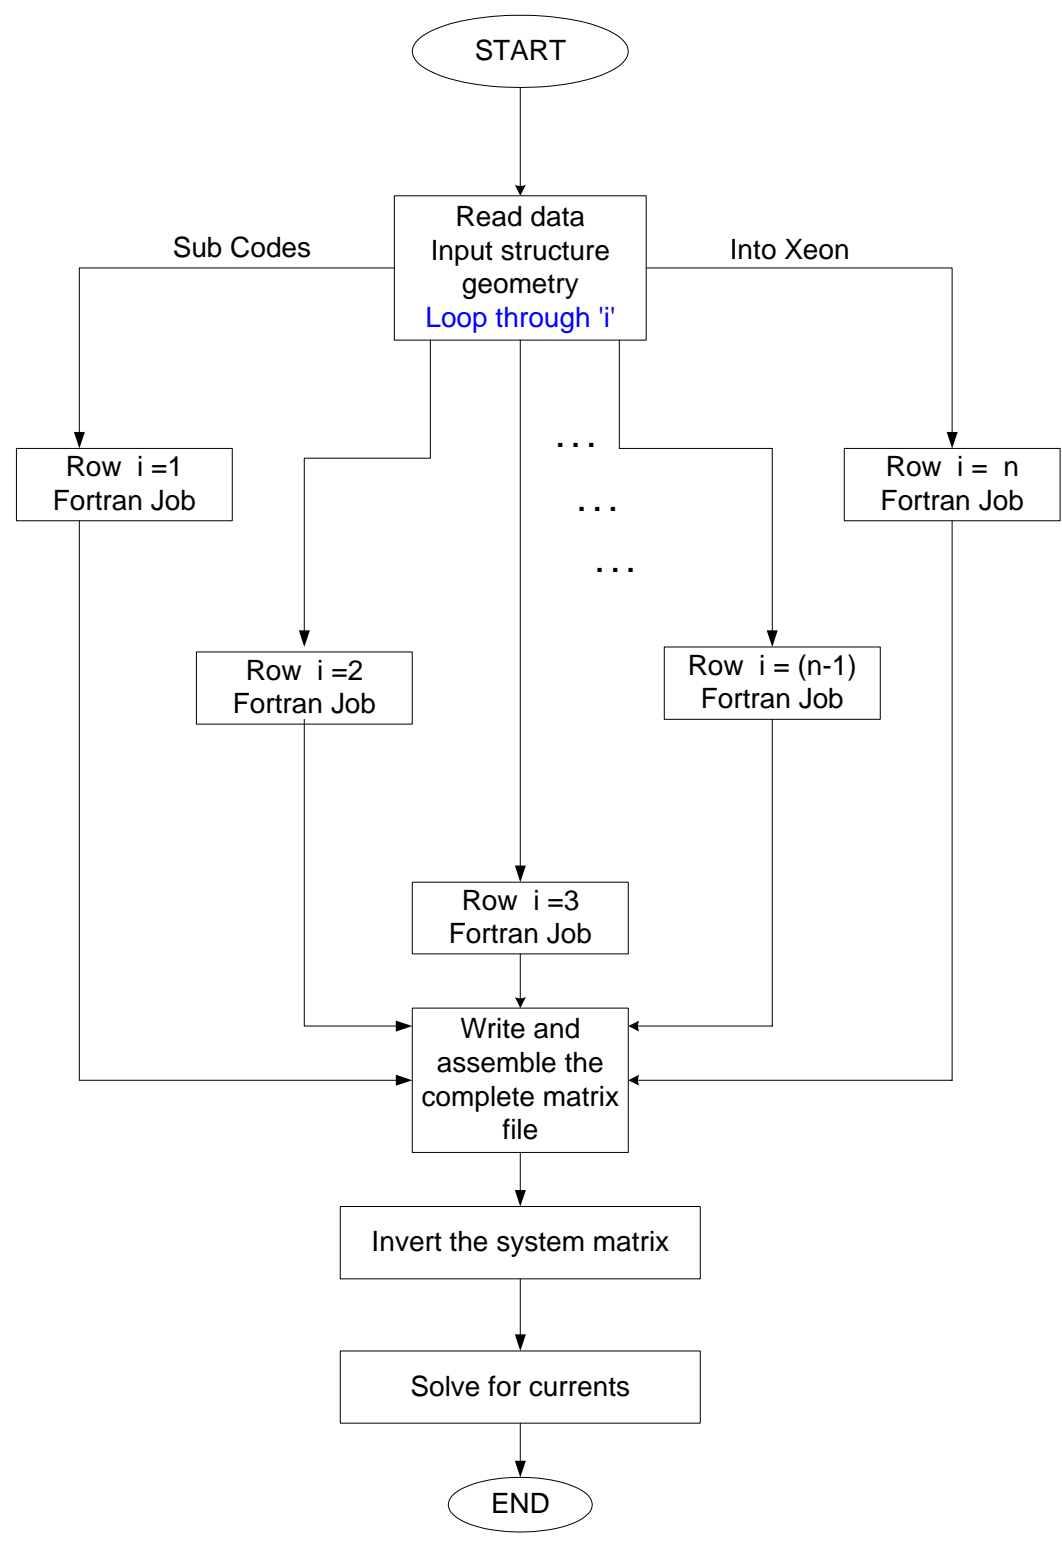 START
Read data
Input structure
geometry
Loop through 'i'
Sub Codes
Into Xeon
...
...
...
Row i =1
Fortran Job
Row i = n
Fortran Job
Row i =2
Fortran Job
Row i = (n-1)
Fortran Job
Row i =3
Fortran Job
Write and
assemble the
complete matrix
file
Invert the system matrix
Solve for currents
END